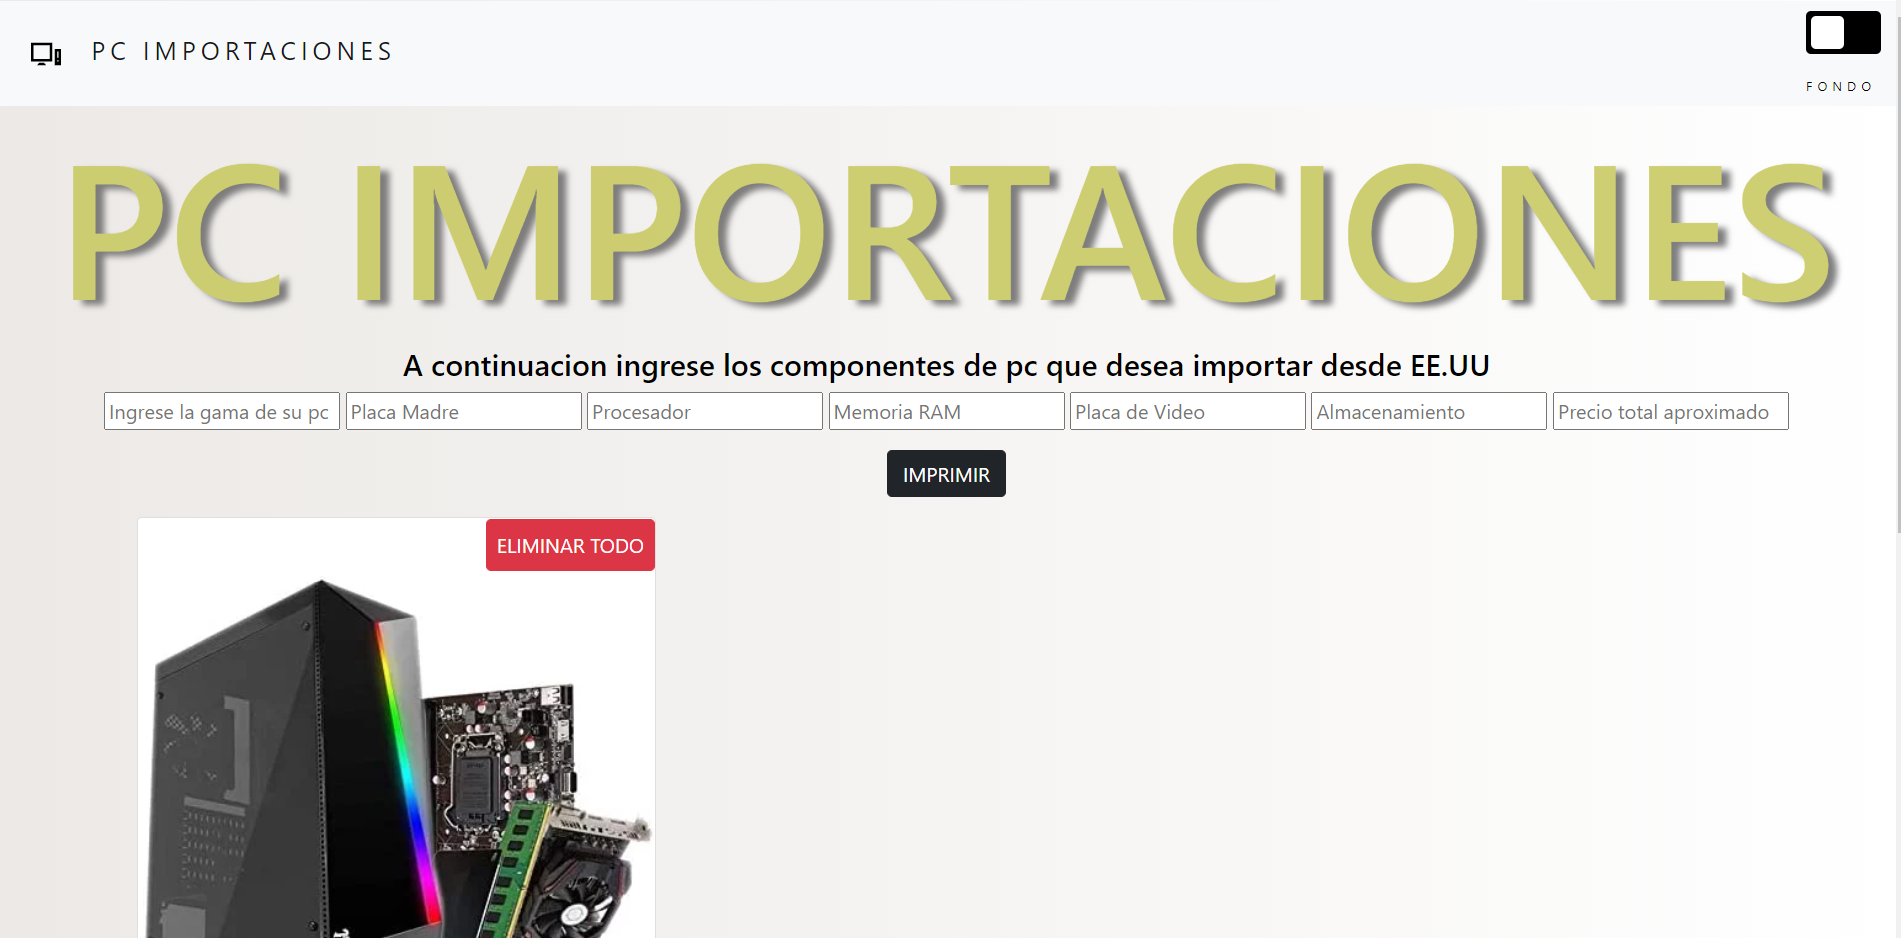 PC IMPORTACIONES
FONDO
PC IMPORTACIONES
A continuacion ingrese los componentes de pc que desea importar desde EE.UU
Ingrese la gama de su pc Placa Madre Procesador Memoria RAM Placa de Video Almacenamiento Precio total aproximado
IMPRIMIR
ELIMINAR TODO